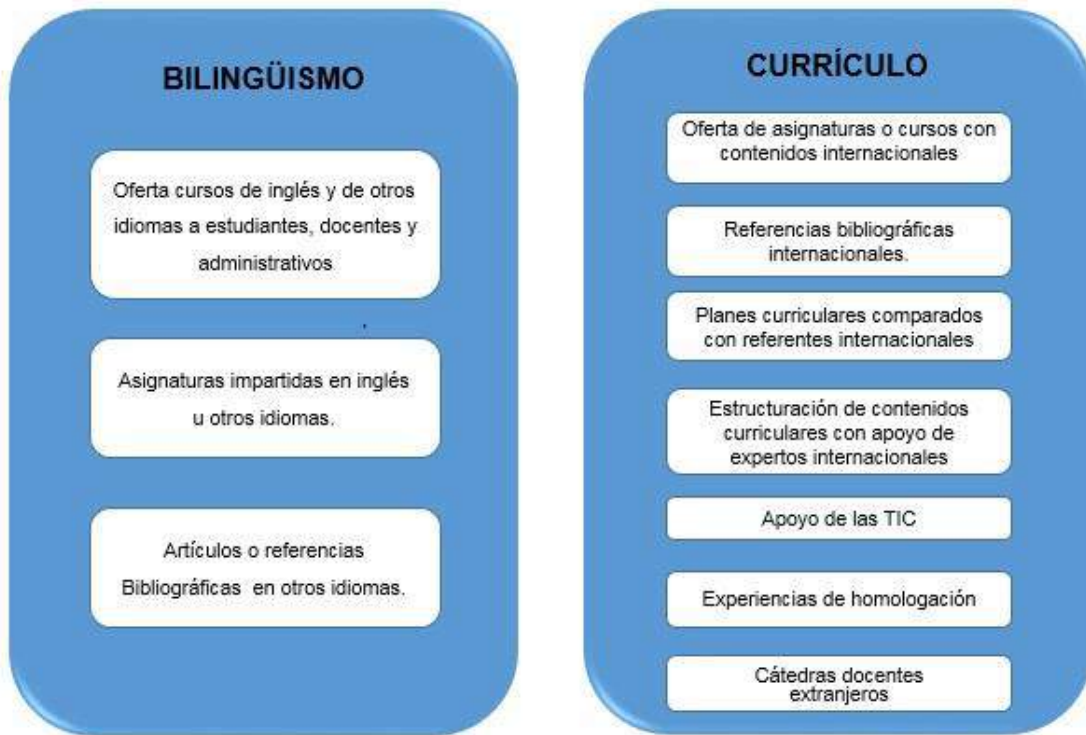 BILINGÜISMO
Oferta cursos de inglés y de otros
idiomas a estudiantes, docentes y
administrativos
Asignaturas impartidas en inglés
u otros idiomas.
Artículos o referencias
Bibliográficas en otros idiomas.
CURRÍCULO
Oferta de asignaturas o cursos con
contenidos internacionales
Referencias bibliográficas
internacionales.
Planes curriculares comparados
con referentes internacionales
Estructuración de contenidos
curriculares con apoyo de
expertos internacionales
Apoyo de las TIC
Experiencias de homologación
Cátedras docentes
extranjeros